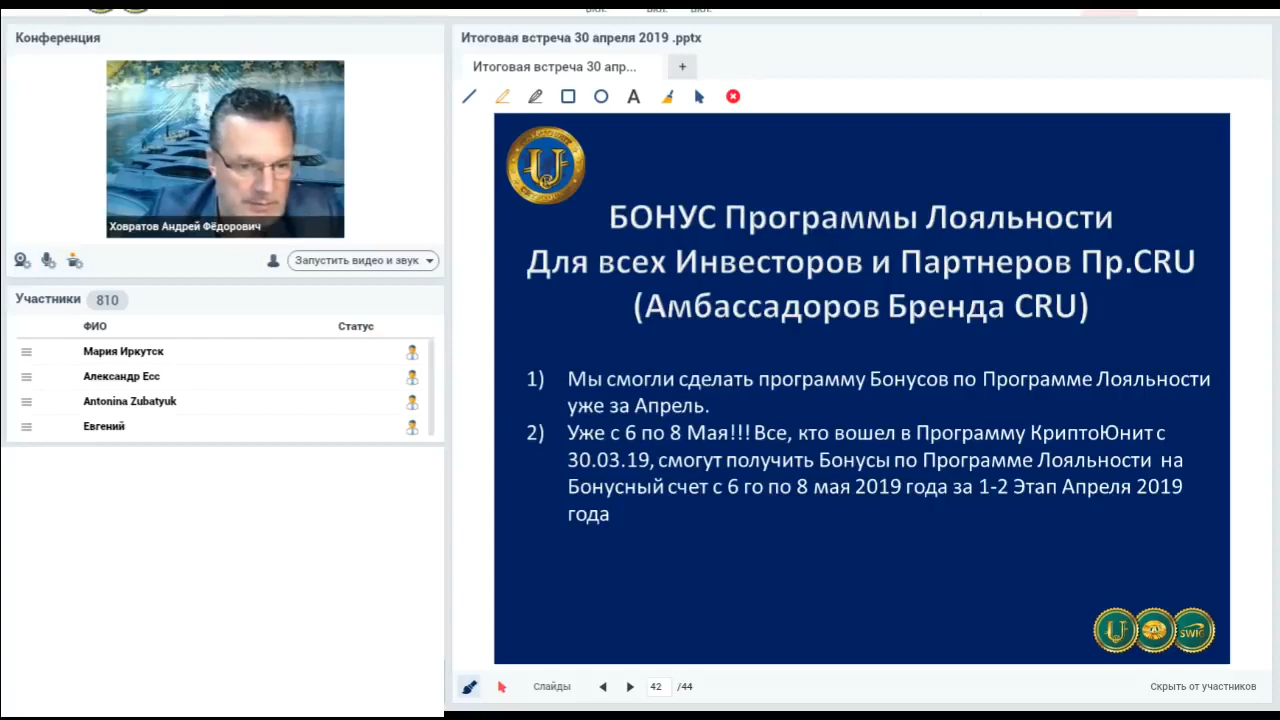 Конференция
Ховратов Андрей Фёдорович
Запустить видео и звук
Участники 810
ФИО Статус
Мария Иркутск
Александр Есс
Antonina Zubatyuk
Евгений
Итоговая встреча 30 апреля 2019 .pptx
Итоговая встреча 30 апр... +
A
БОНУС Программы Лояльности
Для всех Инвесторов и Партнеров Пр.CRU
(Амбассадоров Бренда CRU)
1) Мы смогли сделать программу Бонусов по Программе Лояльности
уже за Апрель.
2) Уже с 6 по 8 Мая!!! Все, кто вошел в Программу КриптоЮнит с
30.03.19, смогут получить Бонусы по Программе Лояльности на
Бонусный счет с 6 го по 8 мая 2019 года за 1-2 Этап Апреля 2019
года
SWIG
Слайды 42 /44 Скрыть от участников